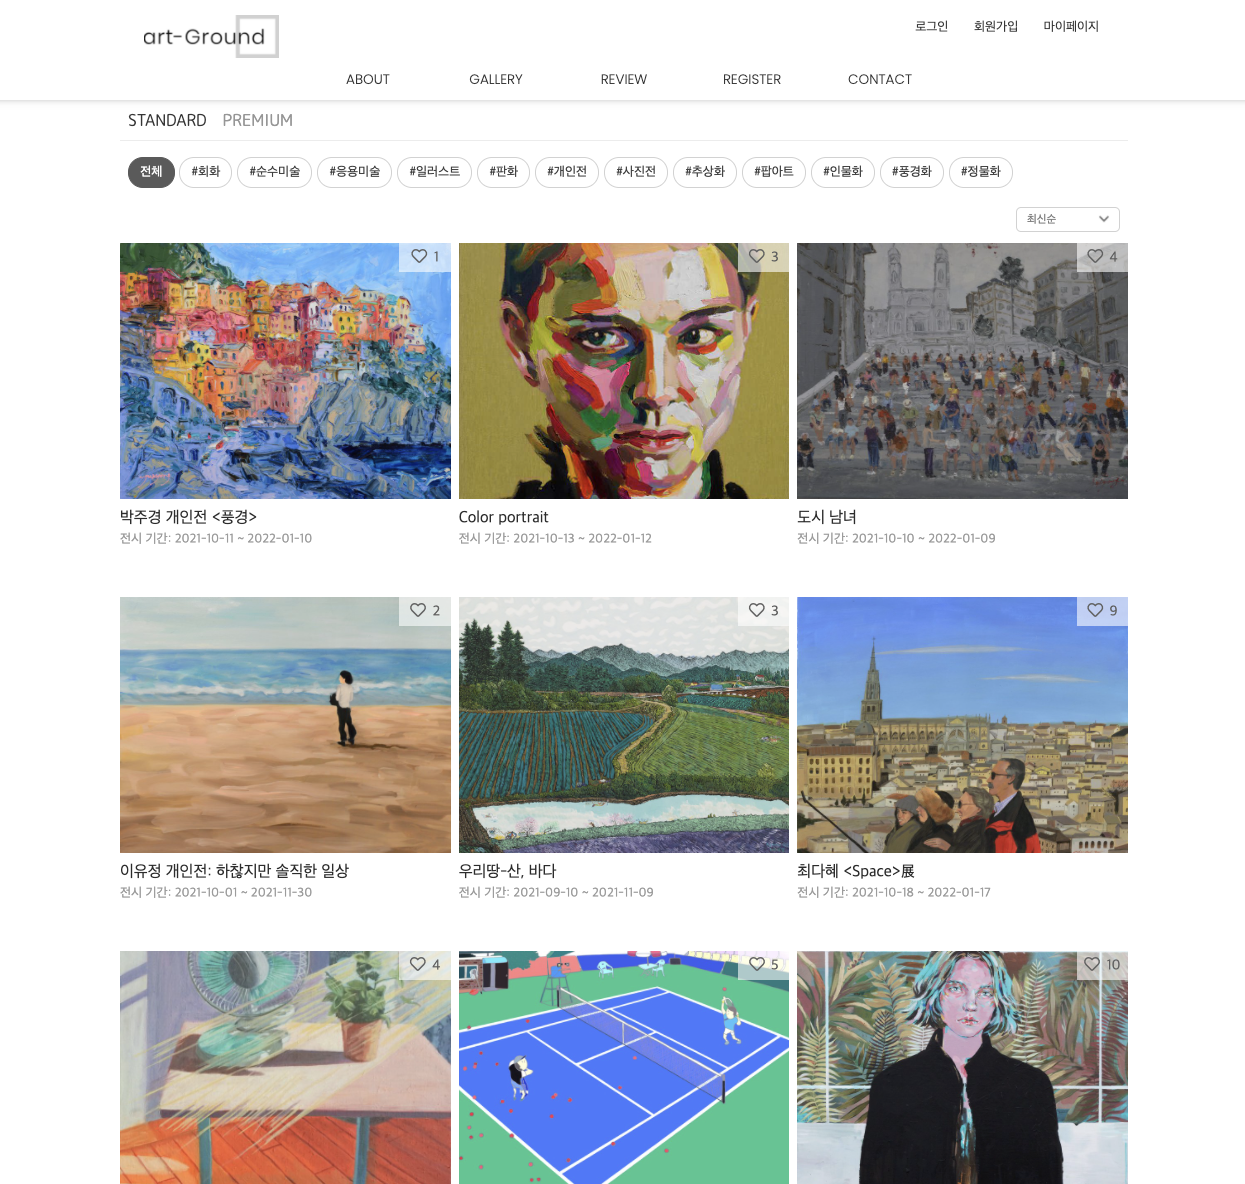 art-Ground
로그인 회원가입 마이페이지
ABOUT GALLERY REVIEW REGISTER CONTACT
STANDARD PREMIUM
전체 #회화 #순수미술 #응용미술 #일러스트 #판화 #개인전 #사진전 #추상화 #팝아트 #인물화 #풍경화 #정물화
최신순
1 3 4
박주경 개인전 <풍경> Color portrait 도시 남녀
전시 기간: 2021-10-11 ~ 2022-01-10 전시 기간: 2021-10-13 ~ 2022-01-12 전시 기간: 2021-10-10 ~ 2022-01-09
2 3 9
이유정 개인전: 하찮지만 솔직한 일상 우리땅-산, 바다 최다혜 <Space>展
전시 기간: 2021-10-01 ~ 2021-11-30 전시 기간: 2021-09-10 ~ 2021-11-09 전시 기간: 2021-10-18 ~ 2022-01-17
4 5 10